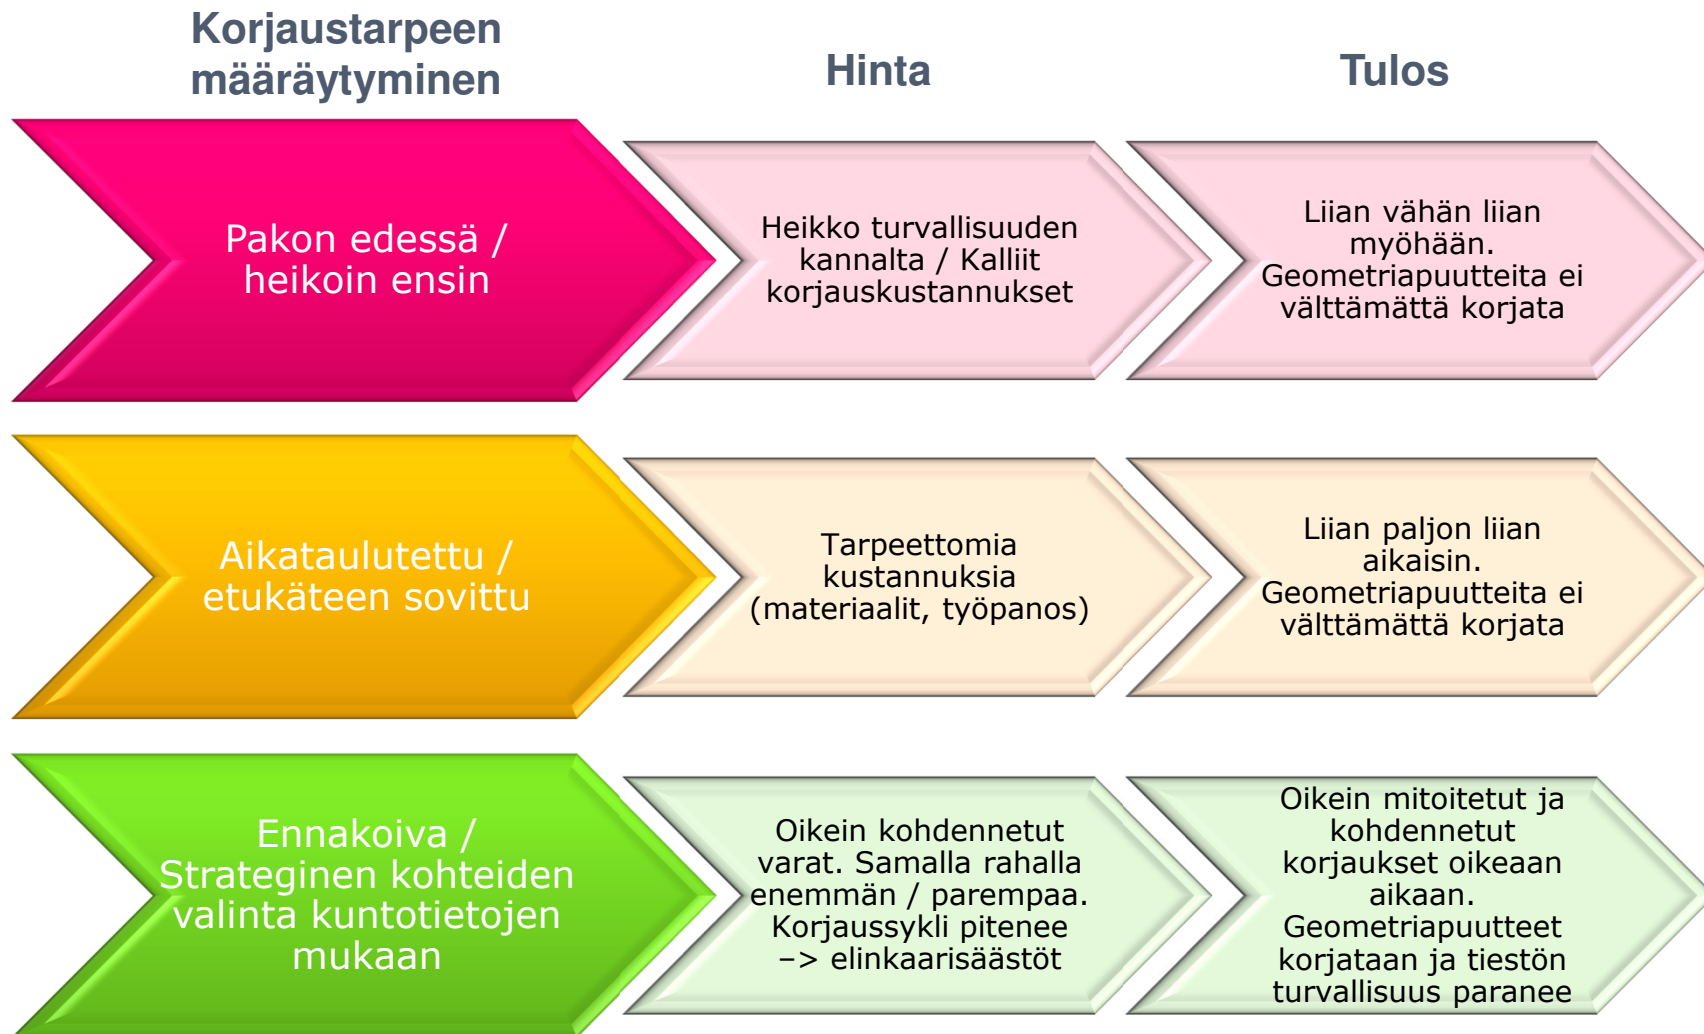 Korjaustarpeen
määräytyminen
Hinta
Tulos
Pakon edessä /
heikoin ensin
Heikko turvallisuuden
kannalta / Kalliit
korjauskustannukset
Liian vähän liian
myöhään.
Geometriapuutteita ei
välttämättä korjata
Aikataulutettu /
etukäteen sovittu
Tarpeettomia
kustannuksia
(materiaalit, työpanos)
Liian paljon liian
aikaisin.
Geometriapuutteita ei
välttämättä korjata
Ennakoiva /
Strateginen kohteiden
valinta kuntotietojen
mukaan
Oikein kohdennetut
varat. Samalla rahalla
enemmän / parempaa.
Korjaussykli pitenee
–> elinkaarisäästöt
Oikein mitoitetut ja
kohdennetut
korjaukset oikeaan
aikaan.
Geometriapuutteet
korjataan ja tiestön
turvallisuus paranee